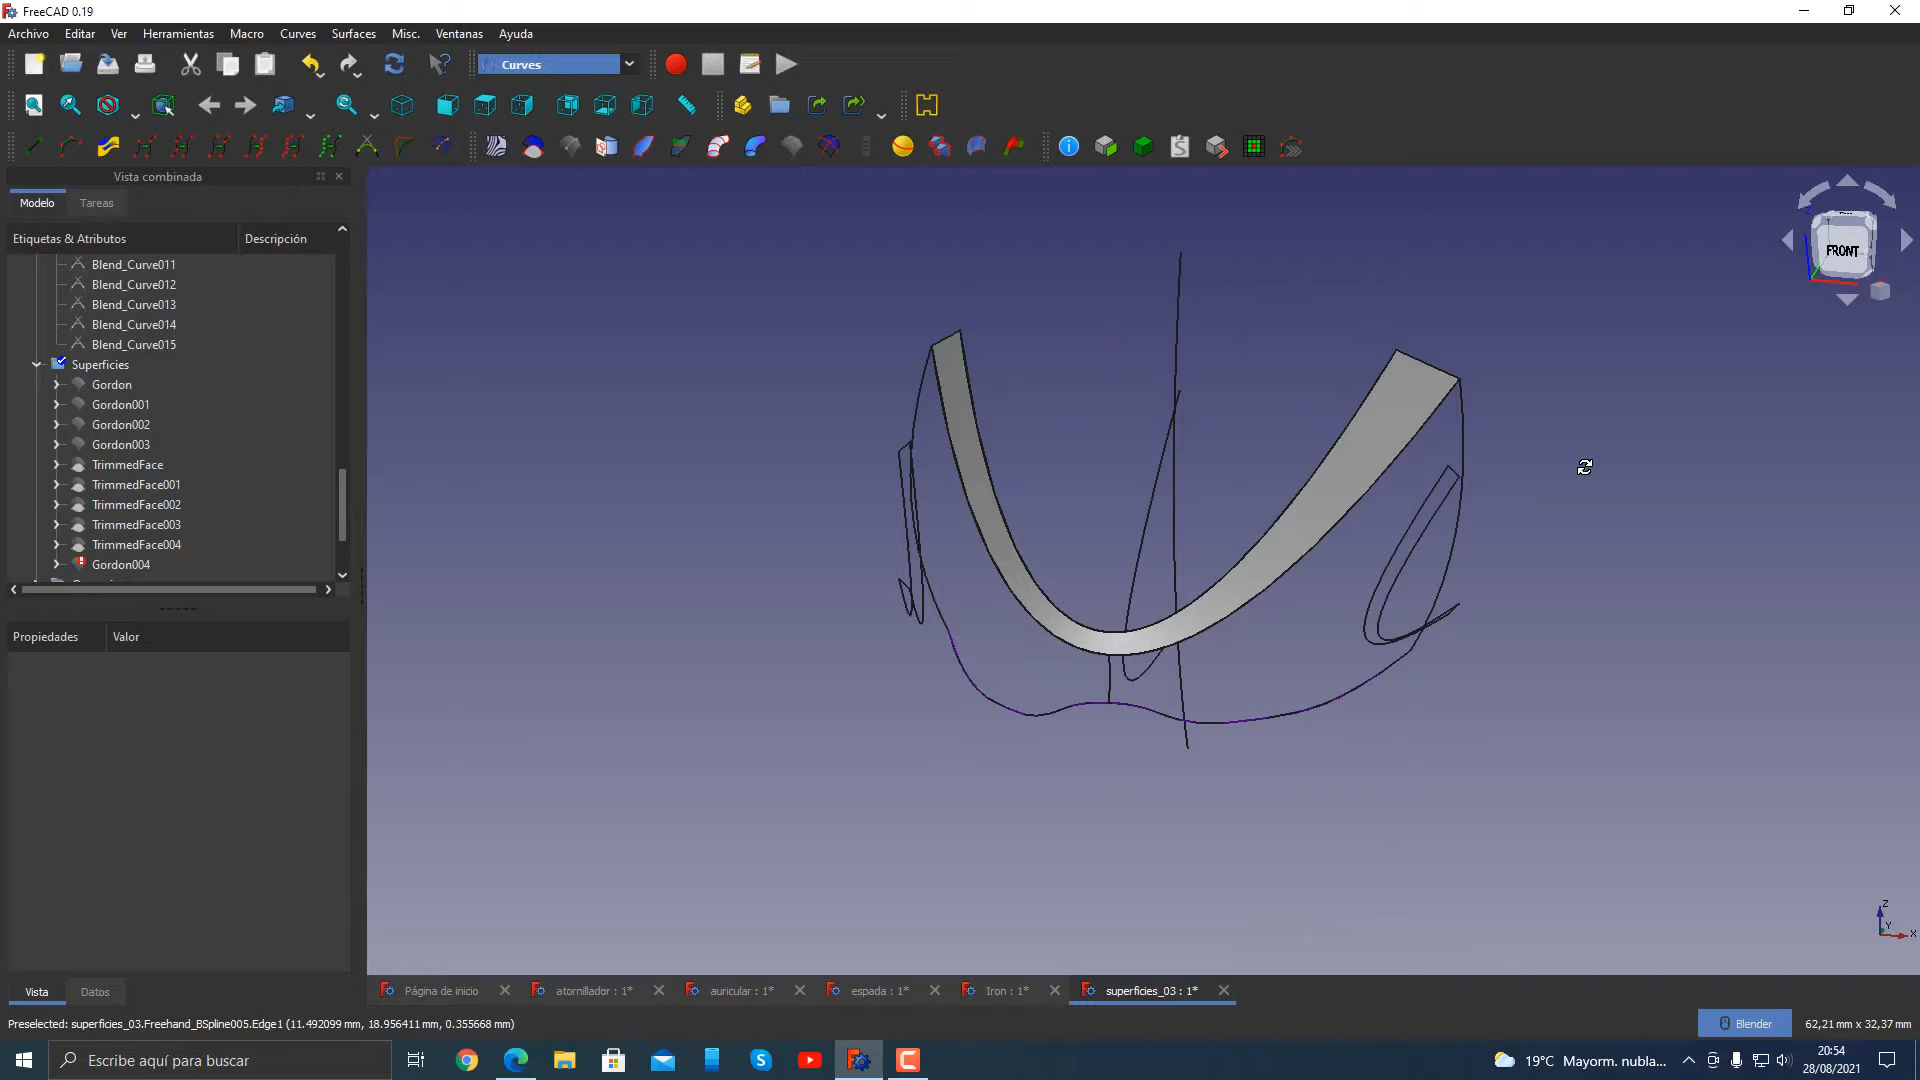 FreeCAD 0.19
Archivo Editar Ver Herramientas Macro Curves Surfaces Misc. Ventanas Ayuda
Curves
Vista combinada
Modelo Tareas
Etiquetas & Atributos Descripción
Blend_Curve011
Blend_Curve012
Blend_Curve013
Blend_Curve014
Blend_Curve015
Superficies
Gordon
Gordon001
Gordon002
Gordon003
TrimmedFace
TrimmedFace001
TrimmedFace002
TrimmedFace003
TrimmedFace004
Gordon004
Propiedades Valor
FRONT
Z
Y
X
Vista Datos
Página de inicio atornillador : 1* auricular : 1* espada : 1* Iron : 1* superficies_03 : 1*
Preselected: superficies_03.Freehand_BSpline005.Edge1 (11.492099 mm, 18.956411 mm, 0.355668 mm)
Blender 62,21 mm x 32,37 mm
Escribe aquí para buscar
19°C Mayorm. nubla...
20:54
28/08/2021